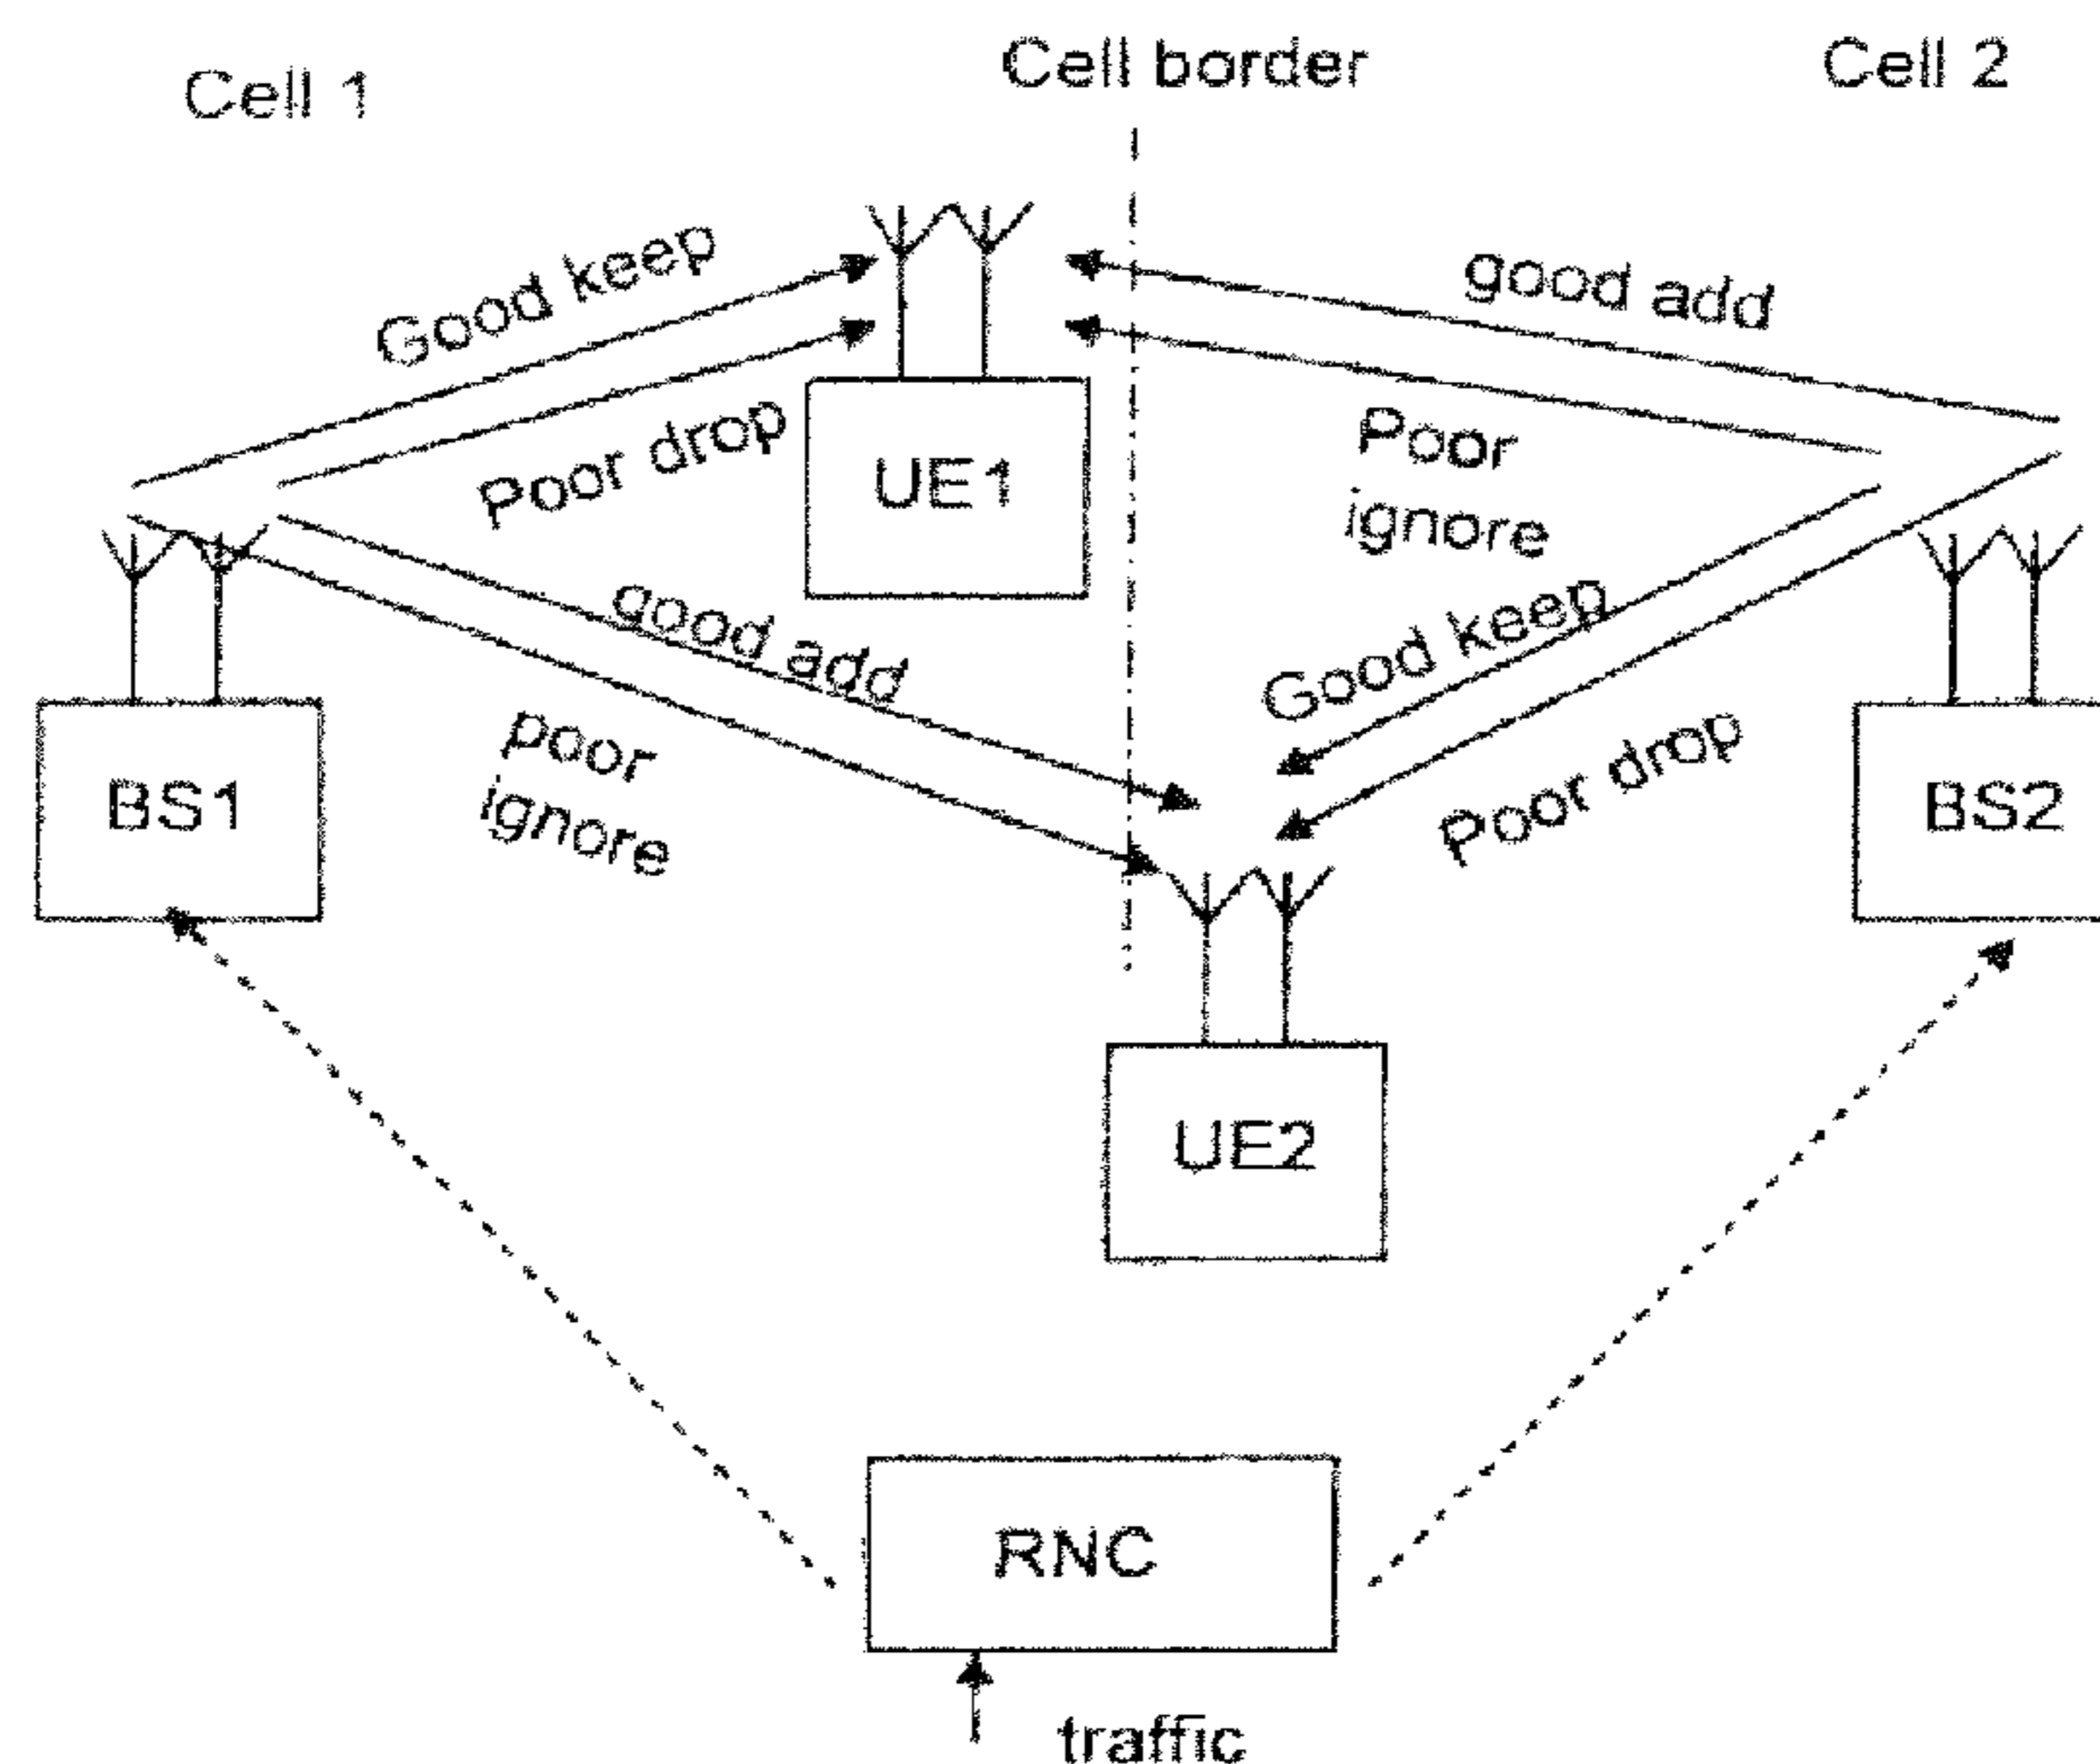 Cell 1
Cell border
Cell 2
Good keep
good add
Poor drop
UE1
Poor
ignore
good add
Good keep
poor
ignore
Poor drop
BS1
BS2
UE2
RNC
traffic